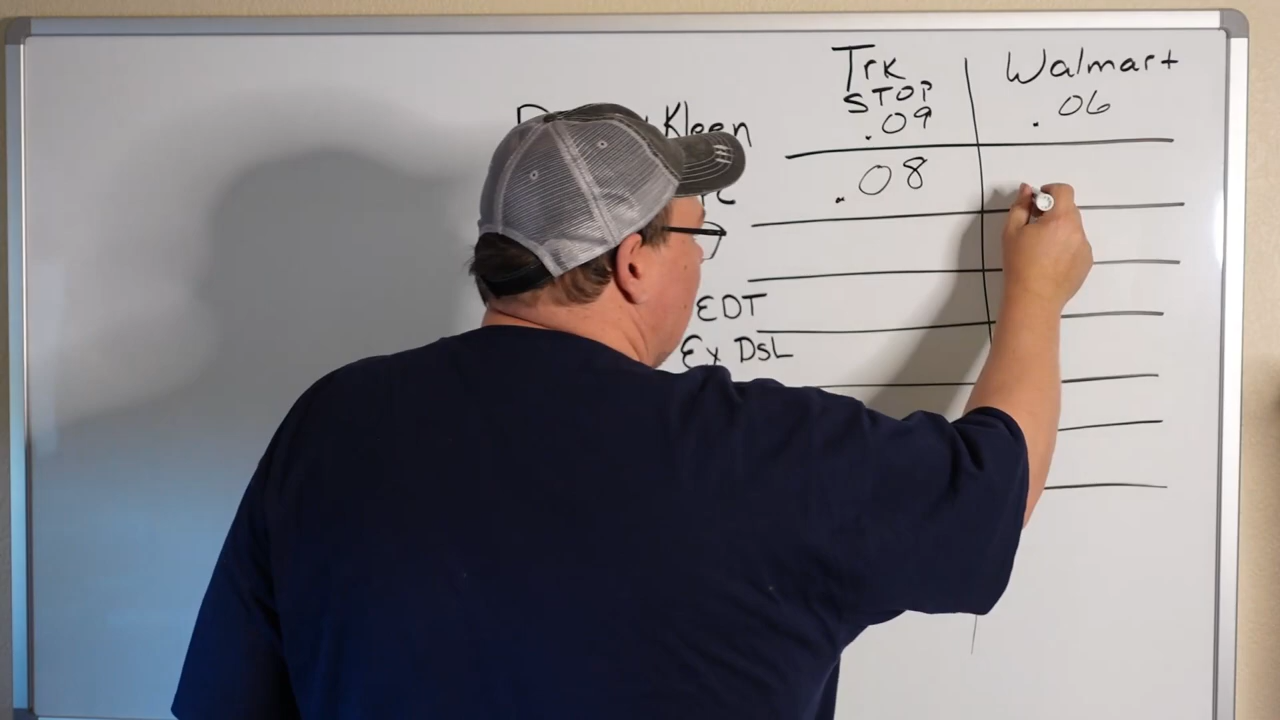 Trk Walmart
STOP
.09 .06
Kleen
.08
EDT
Ex DsL